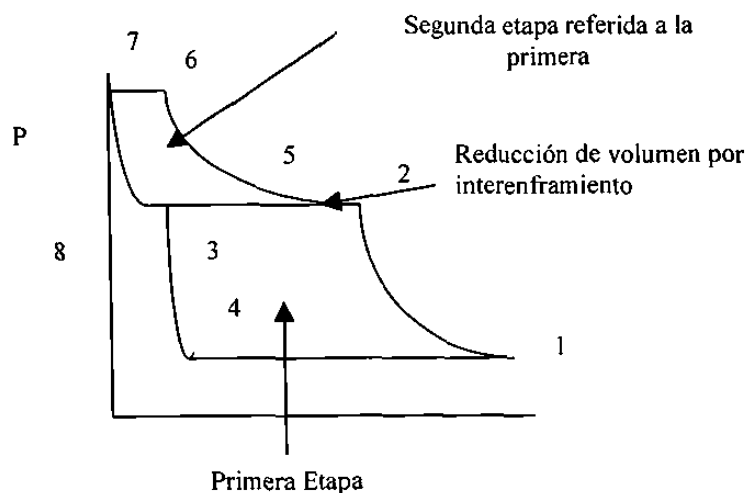 Segunda etapa referida a la
primera
7
6
P
5
2
Reducción de volumen por
interenframiento
8
3
4
1
Primera Etapa